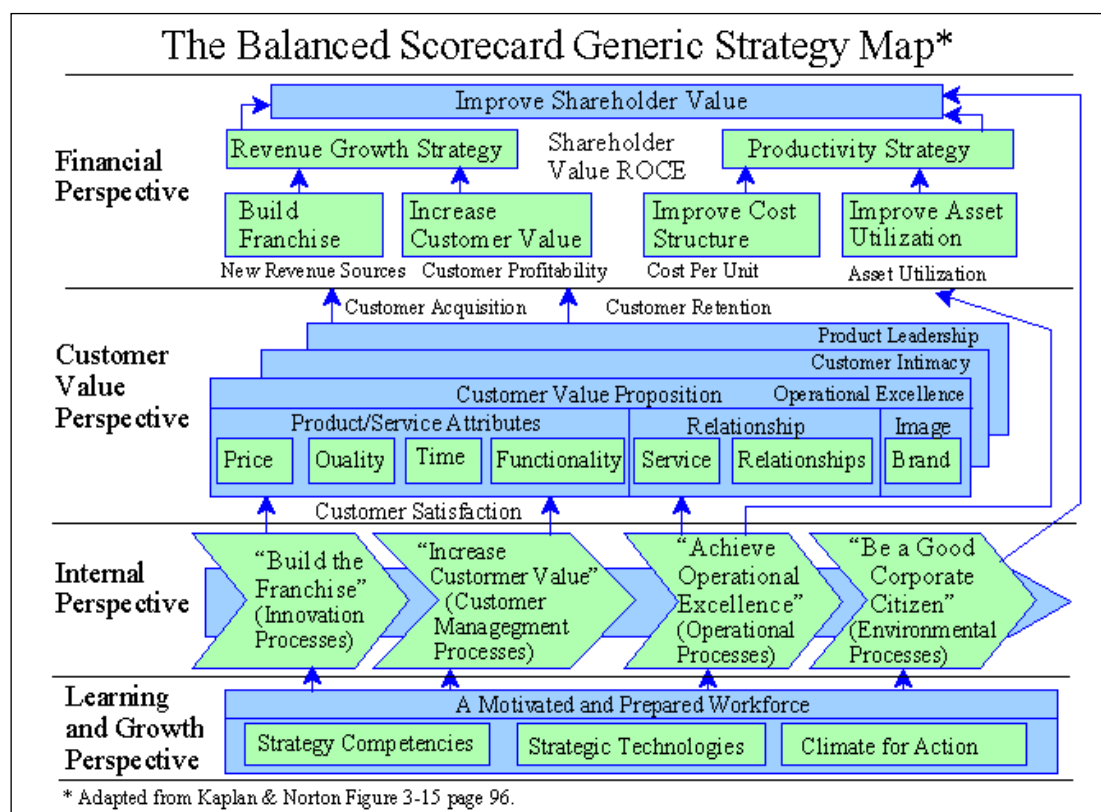 The Balanced Scorecard Generic Strategy Map*
Financial
Perspective
Improve Shareholder Value
Revenue Growth Strategy
Shareholder
Value ROCE
Productivity Strategy
Build
Franchise
Increase
Customer Value
Improve Cost
Structure
Improve Asset
Utilization
New Revenue Sources
Customer Profitability
Cost Per Unit
Asset Utilization
Customer
Value
Perspective
Customer Acquisition
Customer Retention
Product Leadership
Customer Intimacy
Customer Value Proposition
Operational Excellence
Product/Service Attributes
Relationship
Image
Price
Quality
Time
Functionality
Service
Relationships
Brand
Customer Satisfaction
Internal
Perspective
“Build the
Franchise”
(Innovation
Processes)
“Increase
Custormer Value”
(Customer
Managegment
Processes)
“Achieve
Operational
Excellence”
(Operational
Processes)
“Be a Good
Corporate
Citizen”
(Environmental
Processes)
Learning
and Growth
Perspective
A Motivated and Prepared Workforce
Strategy Competencies
Strategic Technologies
Climate for Action
* Adapted from Kaplan & Norton Figure 3-15 page 96.